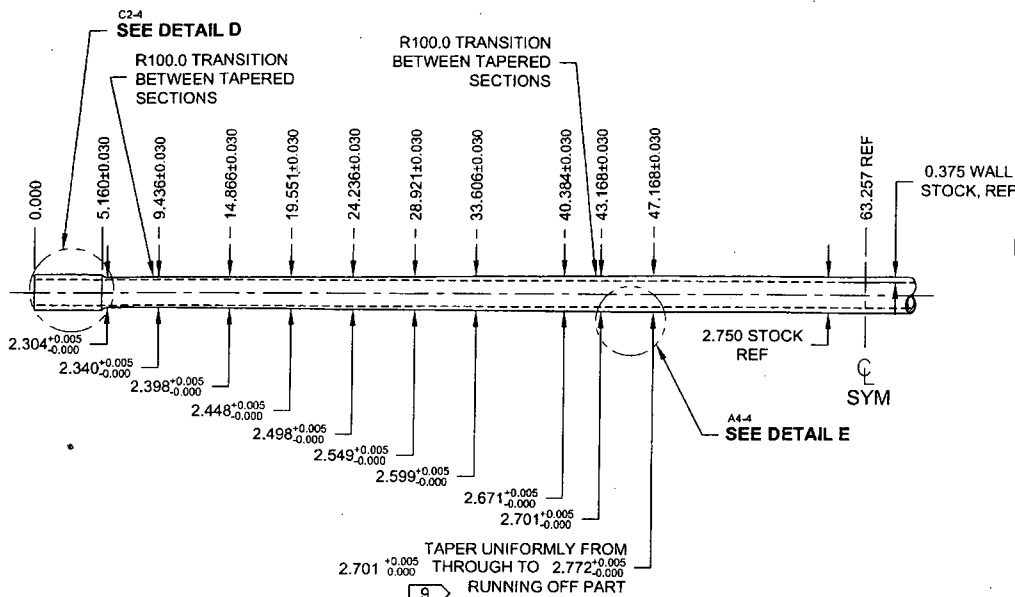 C2-4
SEE DETAIL D
R100.0 TRANSITION
BETWEEN TAPERED
SECTIONS
R100.0 TRANSITION
BETWEEN TAPERED
SECTIONS
0.000
5.160±0.030
9.436±0.030
14.866±0.030
19.551±0.030
24.236±0.030
28.921±0.030
33.606±0.030
40.384±0.030
43.168±0.030
47.168±0.030
63.257 REF
0.375 WALL
STOCK, REF
2.304 +0.005 -0.000
2.340 +0.005 -0.000
2.398 +0.005 -0.000
2.448 +0.005 -0.000
2.498 +0.005 -0.000
2.549 +0.005 -0.000
2.599 +0.005 -0.000
2.671 +0.005 -0.000
2.701 +0.005 -0.000
2.750 STOCK
REF
℄
SYM
A4-4
SEE DETAIL E
TAPER UNIFORMLY FROM
2.701 +0.005 0.000 THROUGH TO 2.772 +0.005 -0.000
RUNNING OFF PART
9